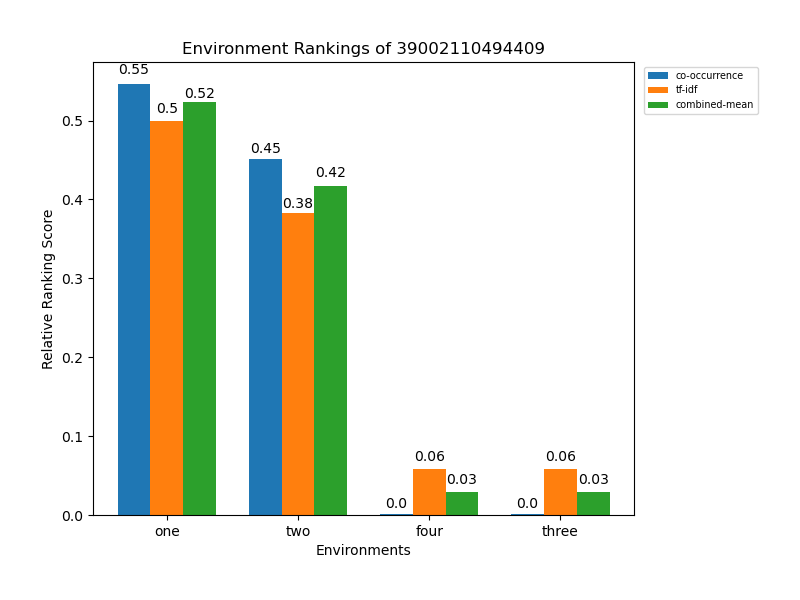 Environment Rankings of 39002110494409
co-occurrence
tf-idf
combined-mean
Relative Ranking Score
0.5
0.4
0.3
0.2
0.1
0.0
0.55
0.5
0.52
0.45
0.38
0.42
0.0
0.06
0.03
0.0
0.06
0.03
one two four three
Environments